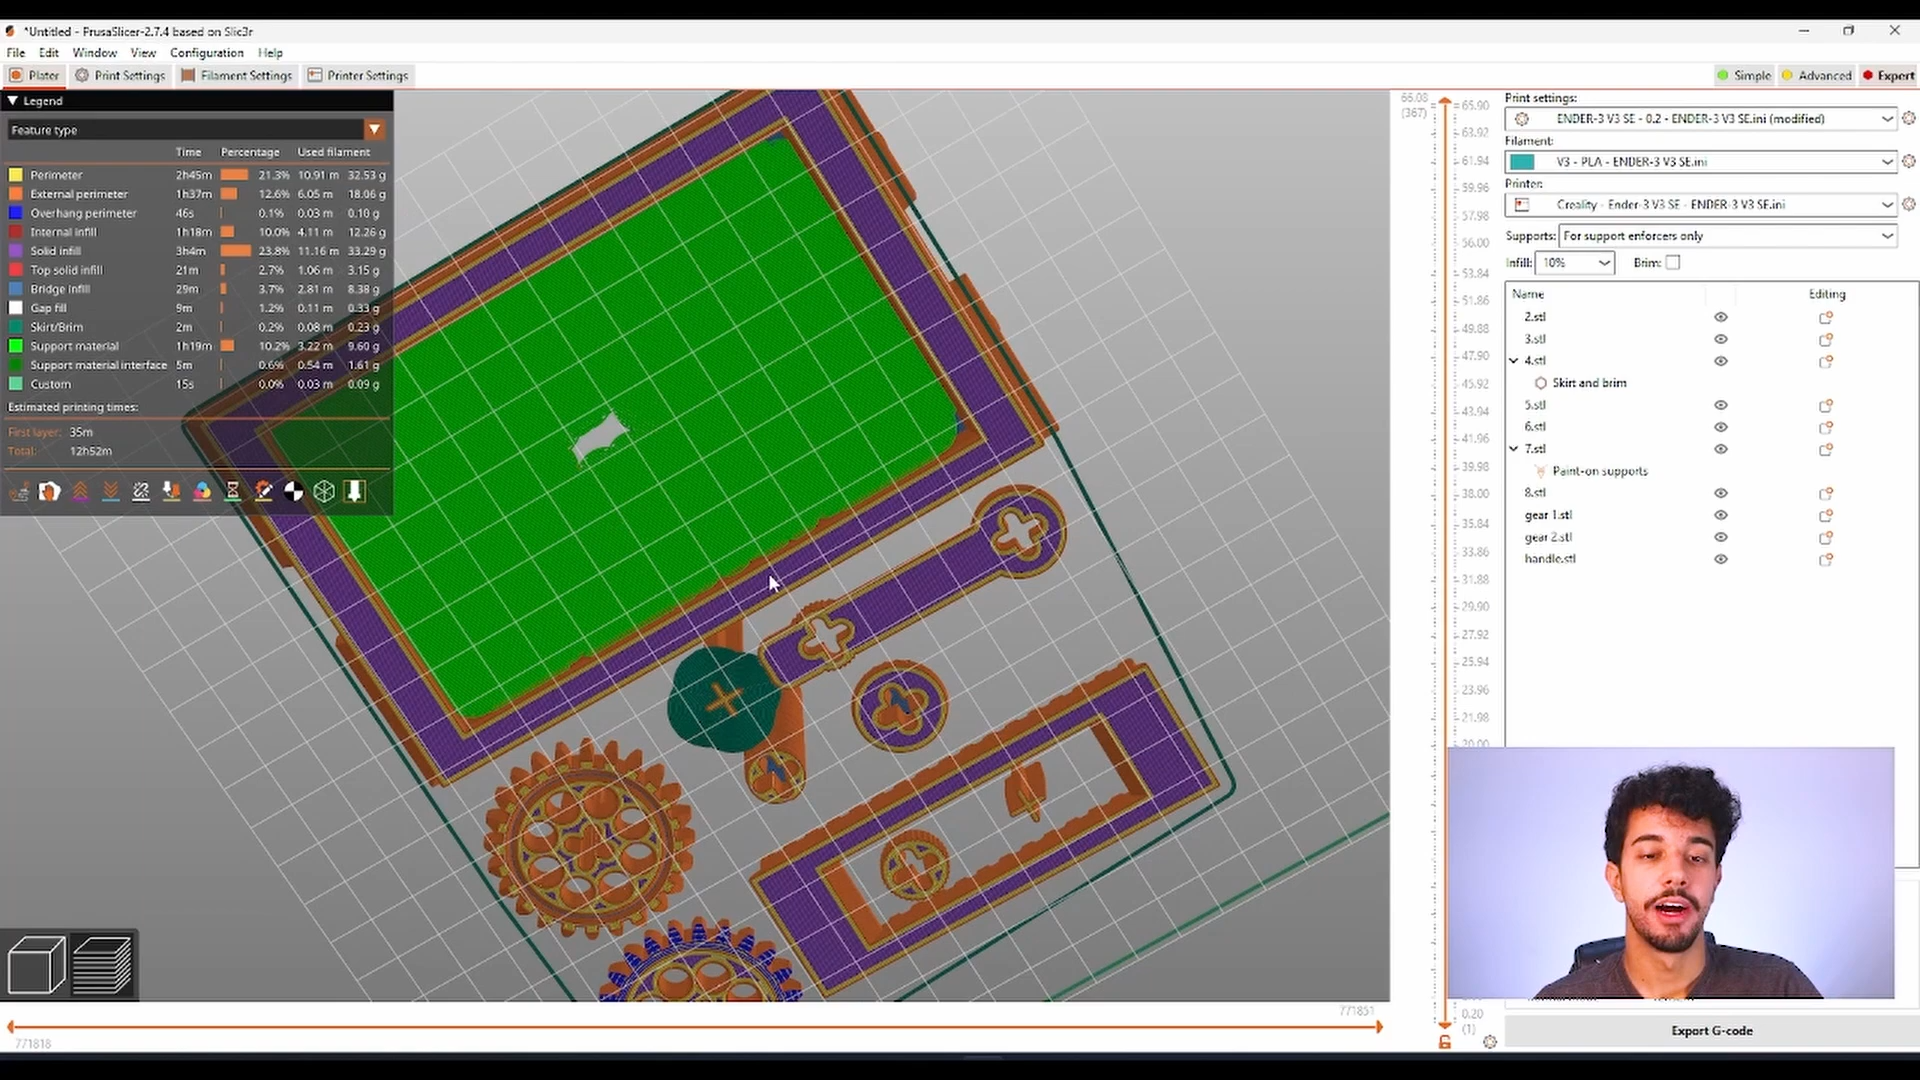 *Untitled - PrusaSlicer-2.7.4 based on Slic3r
File Edit Window View Configuration Help
Plater Print Settings Filament Settings Printer Settings Simple Advanced Expert
Legend
Feature type
Time Percentage Used filament
Perimeter 2h45m 21.3% 10.91 m 32.53 g
External perimeter 1h37m 12.6% 6.05 m 18.06 g
Overhang perimeter 46s 0.1% 0.03 m 0.10 g
Internal infill 1h18m 10.0% 4.11 m 12.26 g
Solid infill 3h4m 23.8% 11.16 m 33.29 g
Top solid infill 21m 2.7% 1.06 m 3.15 g
Bridge infill 29m 3.7% 2.81 m 8.38 g
Gap fill 9m 1.2% 0.11 m 0.33 g
Skirt/Brim 2m 0.2% 0.08 m 0.23 g
Support material 1h19m 10.2% 3.22 m 9.60 g
Support material interface 5m 0.6% 0.54 m 1.61 g
Custom 15s 0.0% 0.03 m 0.09 g
Estimated printing times:
First layer: 35m
Total: 12h52m
(367)
65.90
63.92
61.94
59.96
57.98
56.00
53.84
51.86
49.88
47.90
45.92
43.94
41.96
39.98
38.00
35.84
33.86
31.88
29.90
27.92
25.94
23.96
21.98
20.00
0.20
(1)
Print settings:
ENDER-3 V3 SE - 0.2 - ENDER-3 V3 SE.ini (modified)
Filament:
V3 - PLA - ENDER-3 V3 SE.ini
Printer:
Creality - Ender-3 V3 SE - ENDER-3 V3 SE.ini
Supports: For support enforcers only
Infill: 10% Brim:
Name Editing
2.stl
3.stl
4.stl
Skirt and brim
5.stl
6.stl
7.stl
Paint-on supports
8.stl
gear 1.stl
gear 2.stl
handle.stl
771851
771818
Export G-code